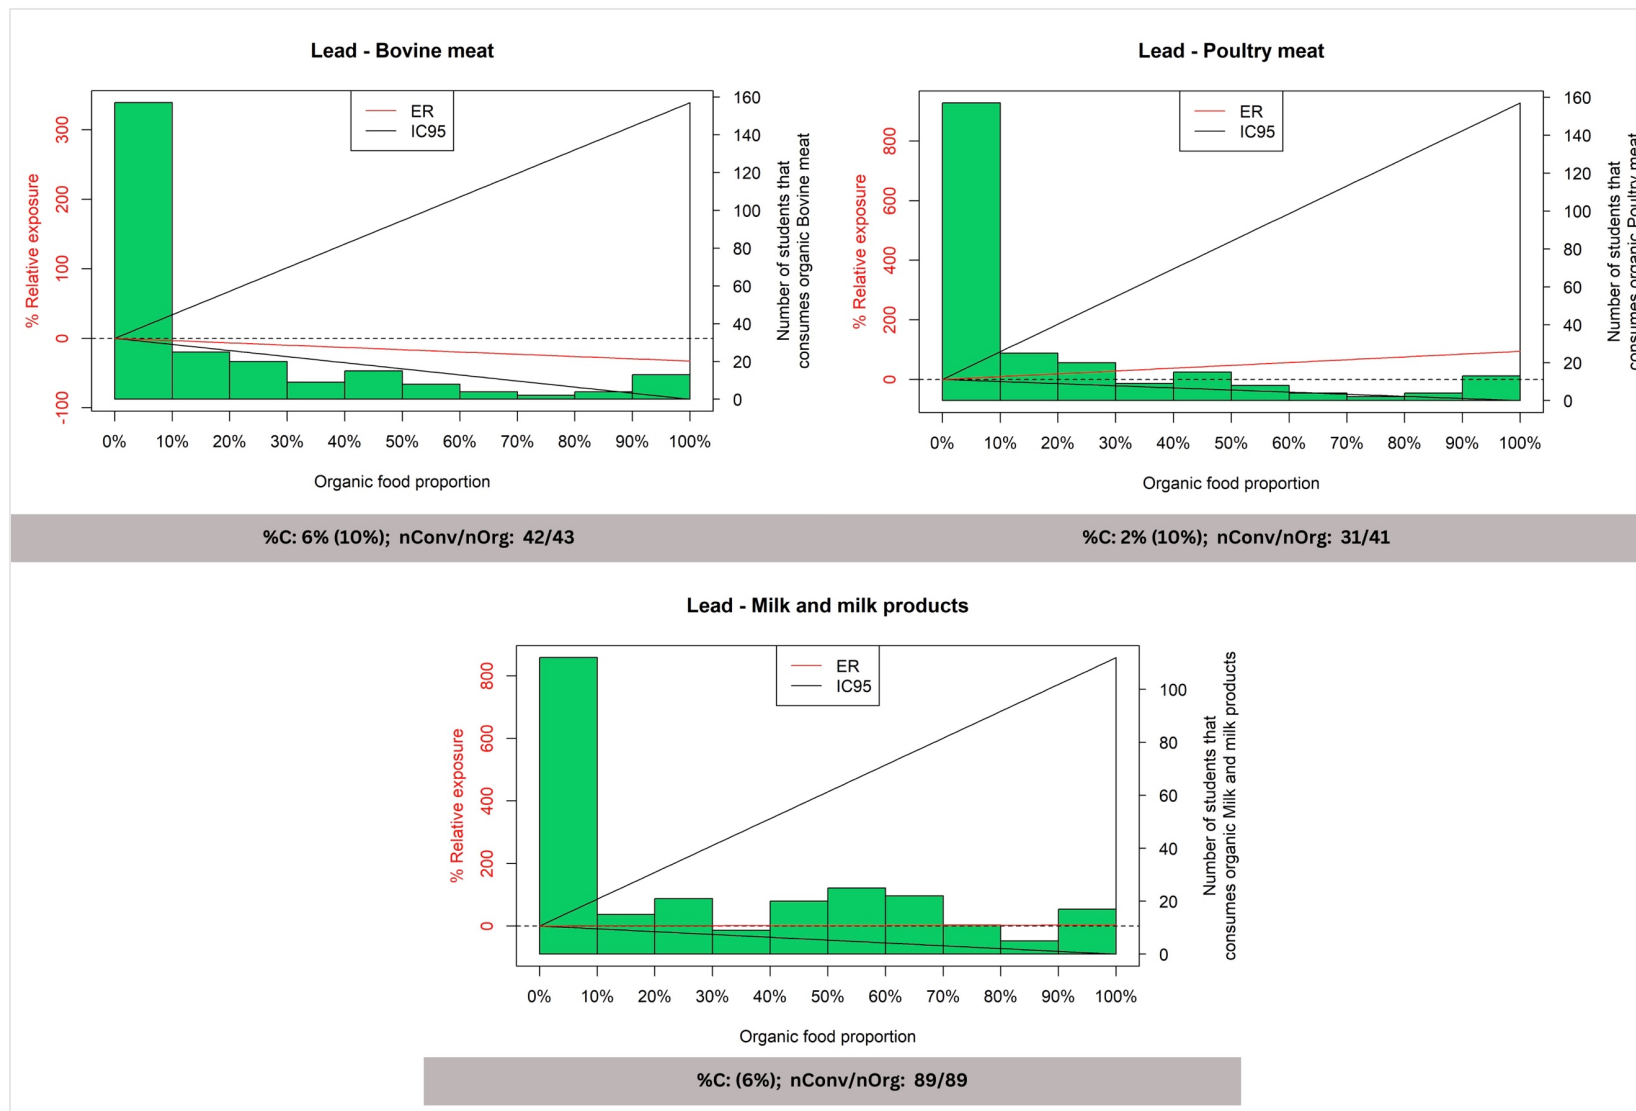 Lead - Bovine meat
ER
IC95
% Relative exposure
-100
0
100
200
300
0
20
40
60
80
100
120
140
160
Number of students that
consumes organic Bovine meat
0% 10% 20% 30% 40% 50% 60% 70% 80% 90% 100%
Organic food proportion
%C: 6% (10%); nConv/nOrg: 42/43
Lead - Poultry meat
ER
IC95
% Relative exposure
0
200
400
600
800
0
20
40
60
80
100
120
140
160
Number of students that
consumes organic Poultry meat
0% 10% 20% 30% 40% 50% 60% 70% 80% 90% 100%
Organic food proportion
%C: 2% (10%); nConv/nOrg: 31/41
Lead - Milk and milk products
ER
IC95
% Relative exposure
0
200
400
600
800
0
20
40
60
80
100
Number of students that
consumes organic Milk and milk products
0% 10% 20% 30% 40% 50% 60% 70% 80% 90% 100%
Organic food proportion
%C: (6%); nConv/nOrg: 89/89